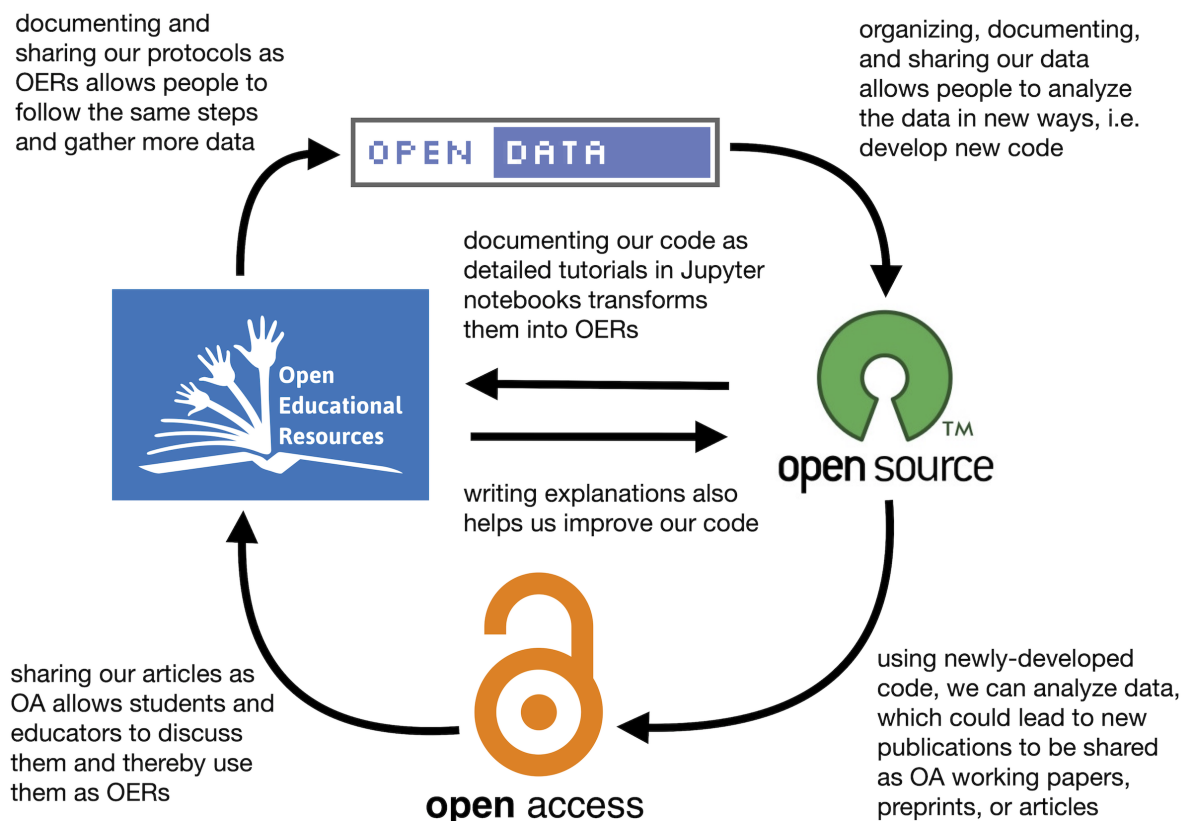 documenting and
sharing our protocols as
OERs allows people to
follow the same steps
and gather more data
OPEN DATA
organizing, documenting,
and sharing our data
allows people to analyze
the data in new ways, i.e.
develop new code
documenting our code as
detailed tutorials in Jupyter
notebooks transforms
them into OERs
Open
Educational
Resources
TM
open source
writing explanations also
helps us improve our code
sharing our articles as
OA allows students and
educators to discuss
them and thereby use
them as OERs
open access
using newly-developed
code, we can analyze data,
which could lead to new
publications to be shared
as OA working papers,
preprints, or articles